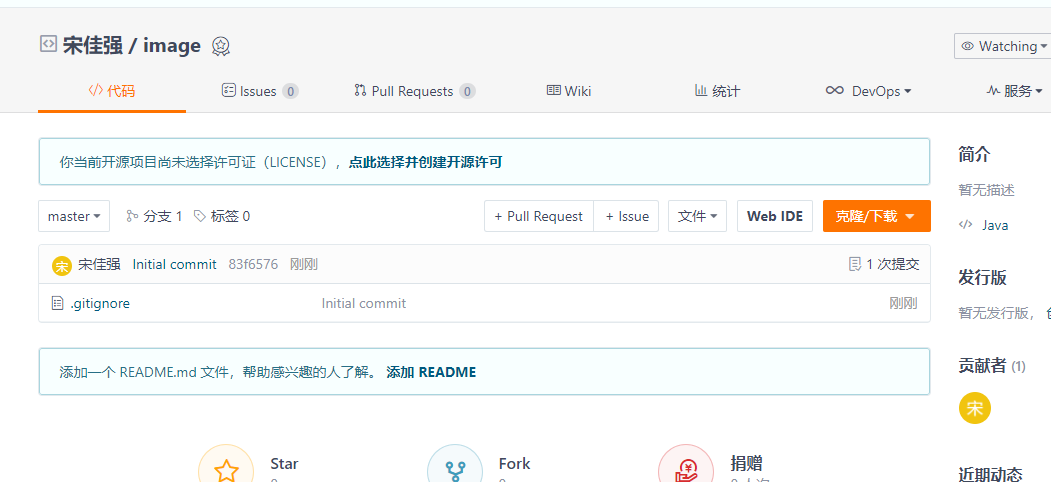 宋佳强 / image
Watching
代码 Issues 0 Pull Requests 0 Wiki 统计 DevOps 服务
你当前开源项目尚未选择许可证（LICENSE），点此选择并创建开源许可
master 分支 1 标签 0 + Pull Request + Issue 文件 Web IDE 克隆/下载
宋 宋佳强 Initial commit 83f6576 刚刚 1 次提交
.gitignore Initial commit 刚刚
添加一个 README.md 文件，帮助感兴趣的人了解。 添加 README
Star
Fork
捐赠
简介
暂无描述
Java
发行版
暂无发行版，
贡献者 (1)
宋
近期动态